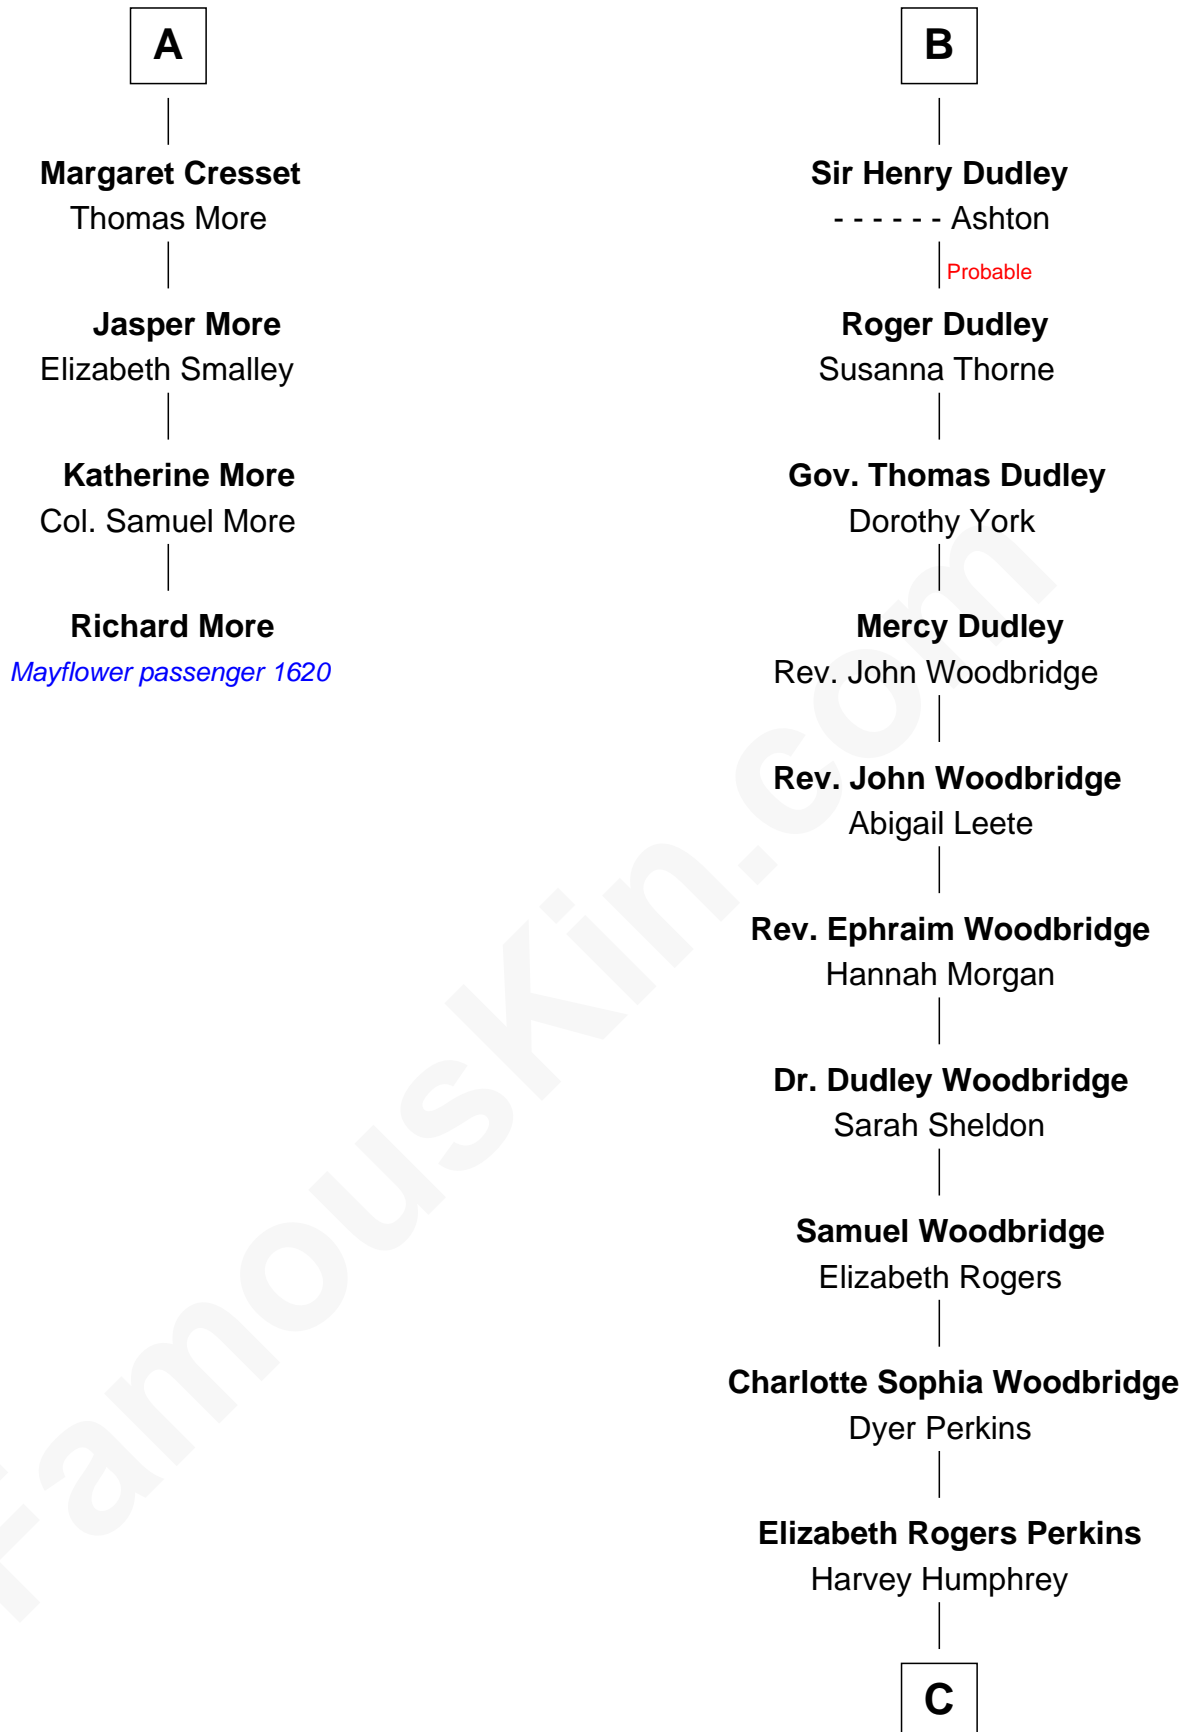 A
Margaret Cresset
Thomas More
Jasper More
Elizabeth Smalley
Katherine More
Col. Samuel More
Richard More
Mayflower passenger 1620
B
Sir Henry Dudley
- - - - - - Ashton
Probable
Roger Dudley
Susanna Thorne
Gov. Thomas Dudley
Dorothy York
Mercy Dudley
Rev. John Woodbridge
Rev. John Woodbridge
Abigail Leete
Rev. Ephraim Woodbridge
Hannah Morgan
Dr. Dudley Woodbridge
Sarah Sheldon
Samuel Woodbridge
Elizabeth Rogers
Charlotte Sophia Woodbridge
Dyer Perkins
Elizabeth Rogers Perkins
Harvey Humphrey
C
FamousKin.com